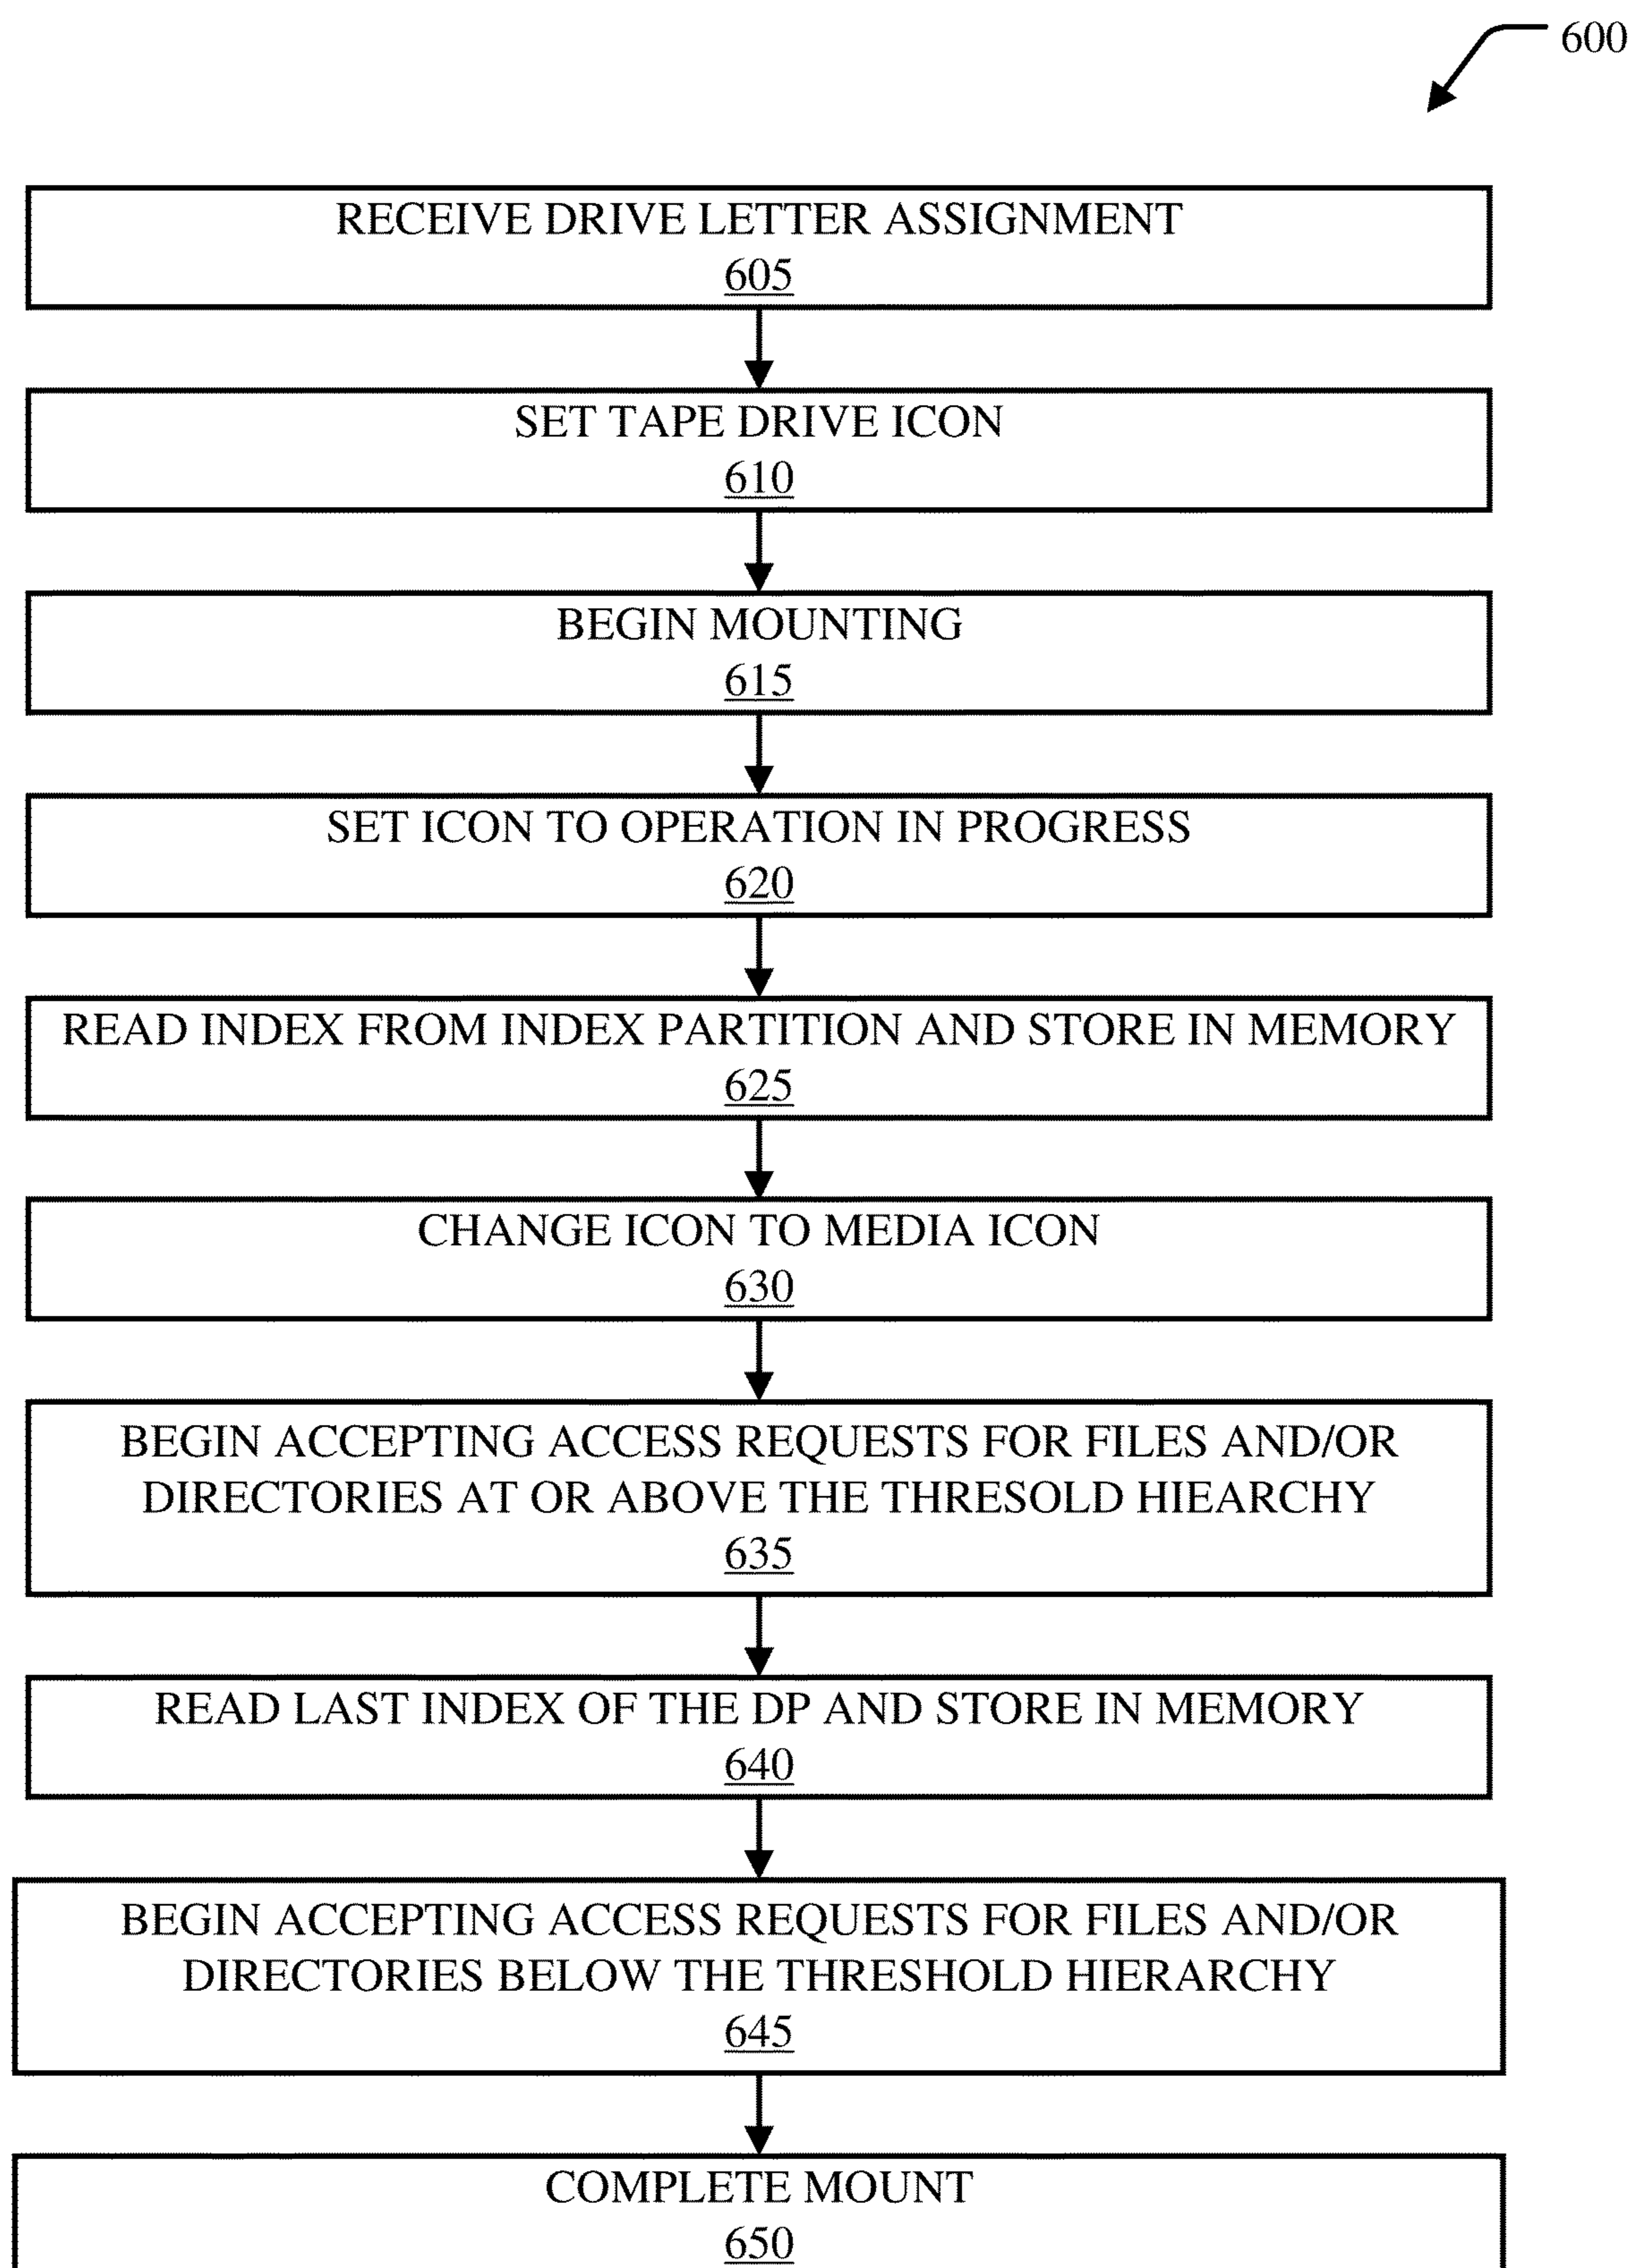 600
RECEIVE DRIVE LETTER ASSIGNMENT
605
SET TAPE DRIVE ICON
610
BEGIN MOUNTING
615
SET ICON TO OPERATION IN PROGRESS
620
READ INDEX FROM INDEX PARTITION AND STORE IN MEMORY
625
CHANGE ICON TO MEDIA ICON
630
BEGIN ACCEPTING ACCESS REQUESTS FOR FILES AND/OR
DIRECTORIES AT OR ABOVE THE THRESOLD HIEARCHY
635
READ LAST INDEX OF THE DP AND STORE IN MEMORY
640
BEGIN ACCEPTING ACCESS REQUESTS FOR FILES AND/OR
DIRECTORIES BELOW THE THRESHOLD HIERARCHY
645
COMPLETE MOUNT
650